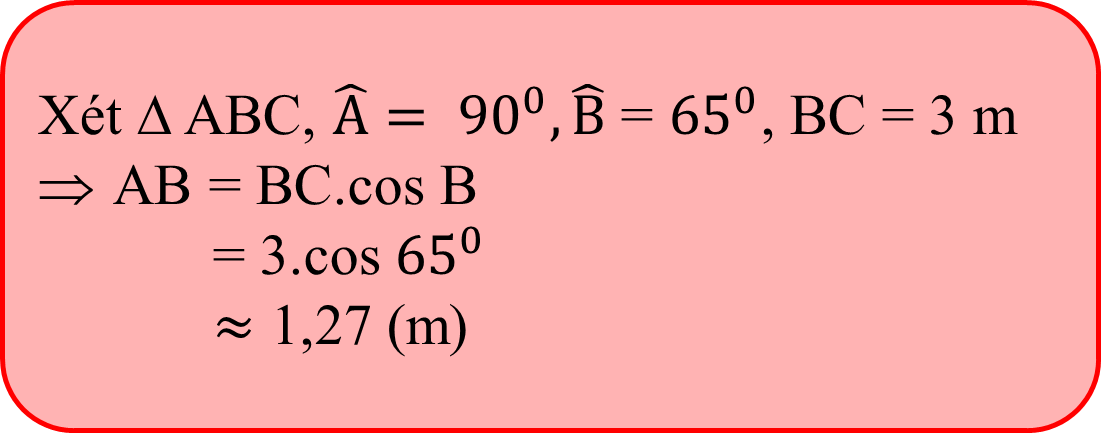 Xét Δ ABC, Â = 90⁰, B̂ = 65⁰, BC = 3 m
⇒ AB = BC.cos B
= 3.cos 65⁰
≈ 1,27 (m)